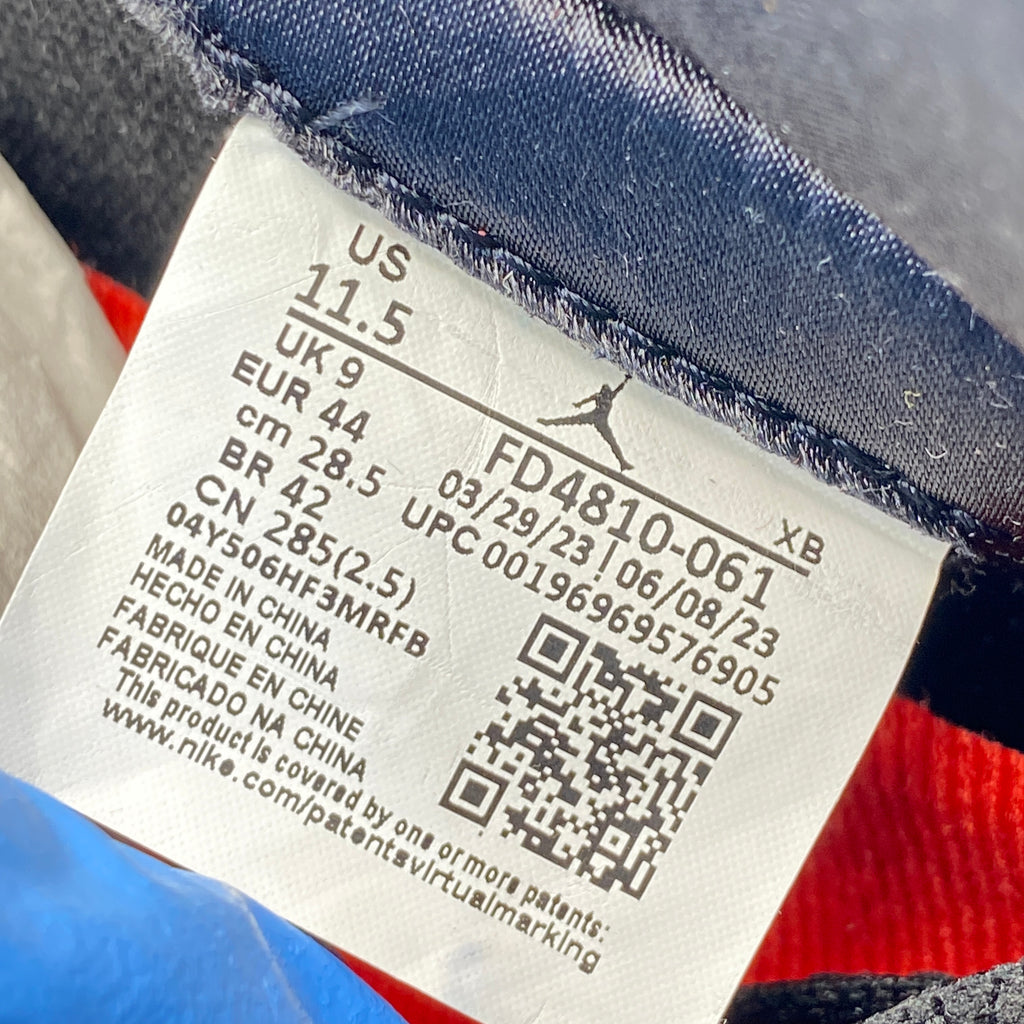 US
11.5
UK 9
EUR 44
cm 28.5
BR 42
CN 285(2.5)
04Y506HF3MRFB
MADE IN CHINA
HECHO EN CHINA
FABRIQUE EN CHINE
FABRICADO NA CHINA
This product is covered by one or more patents:
www.nike.com/patentsvirtualmarking
XB
FD4810-061
03/29/23 ! 06/08/23
UPC 00196969576905